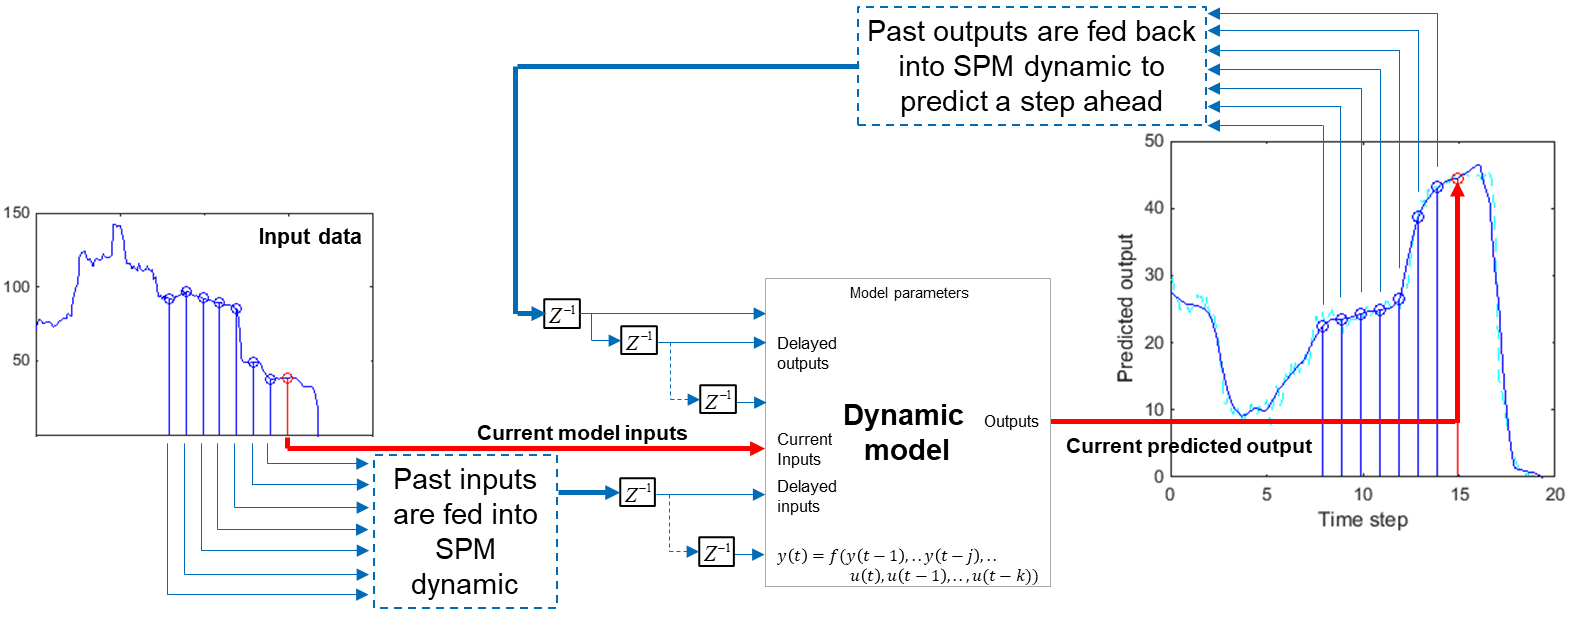 Past outputs are fed back
into SPM dynamic to
predict a step ahead
150
100
50
Input data
Z⁻¹
Z⁻¹
Z⁻¹
Model parameters
Delayed
outputs
Dynamic
model
Outputs
Current model inputs
Current
Inputs
Delayed
inputs
y(t) = f(y(t − 1), . . y(t − j), . .
u(t), u(t − 1), . . , u(t − k))
Past inputs
are fed into
SPM
dynamic
Z⁻¹
Z⁻¹
Current predicted output
Predicted output
50
40
30
20
10
0
0
5
10
15
20
Time step